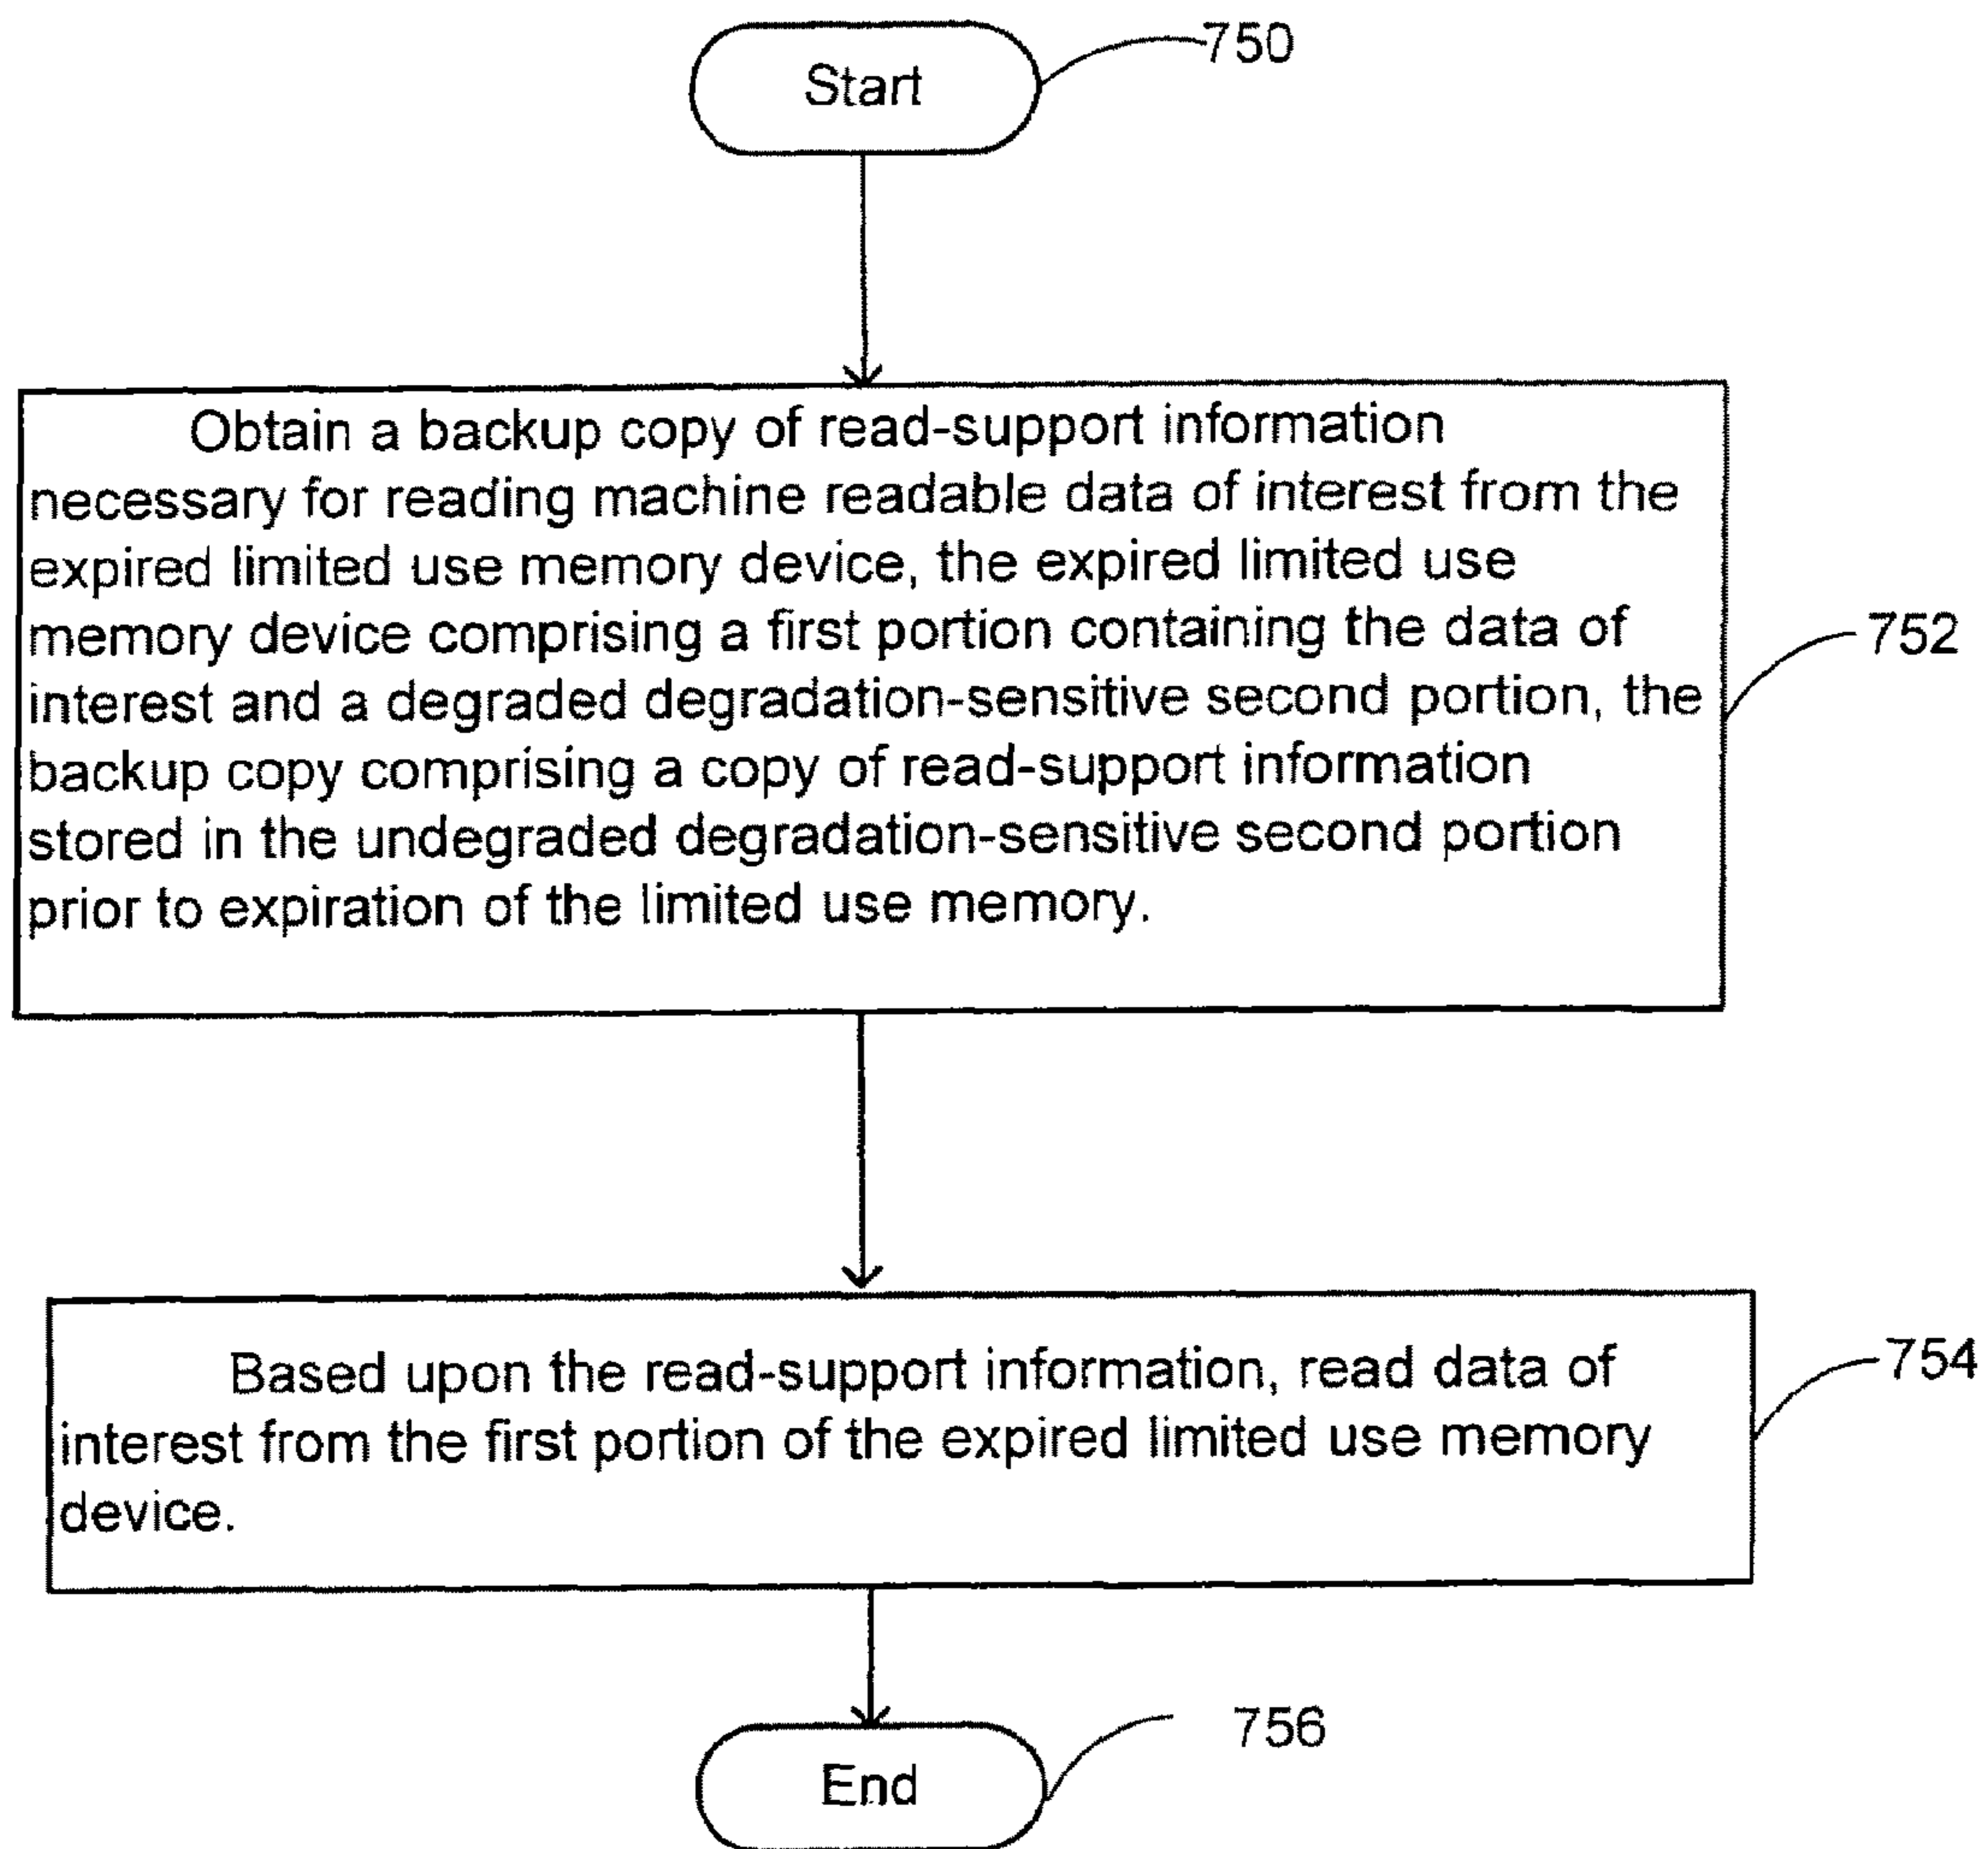 Start
750
Obtain a backup copy of read-support information
necessary for reading machine readable data of interest from the
expired limited use memory device, the expired limited use
memory device comprising a first portion containing the data of
interest and a degraded degradation-sensitive second portion, the
backup copy comprising a copy of read-support information
stored in the undegraded degradation-sensitive second portion
prior to expiration of the limited use memory.
752
Based upon the read-support information, read data of
interest from the first portion of the expired limited use memory
device.
754
End
756